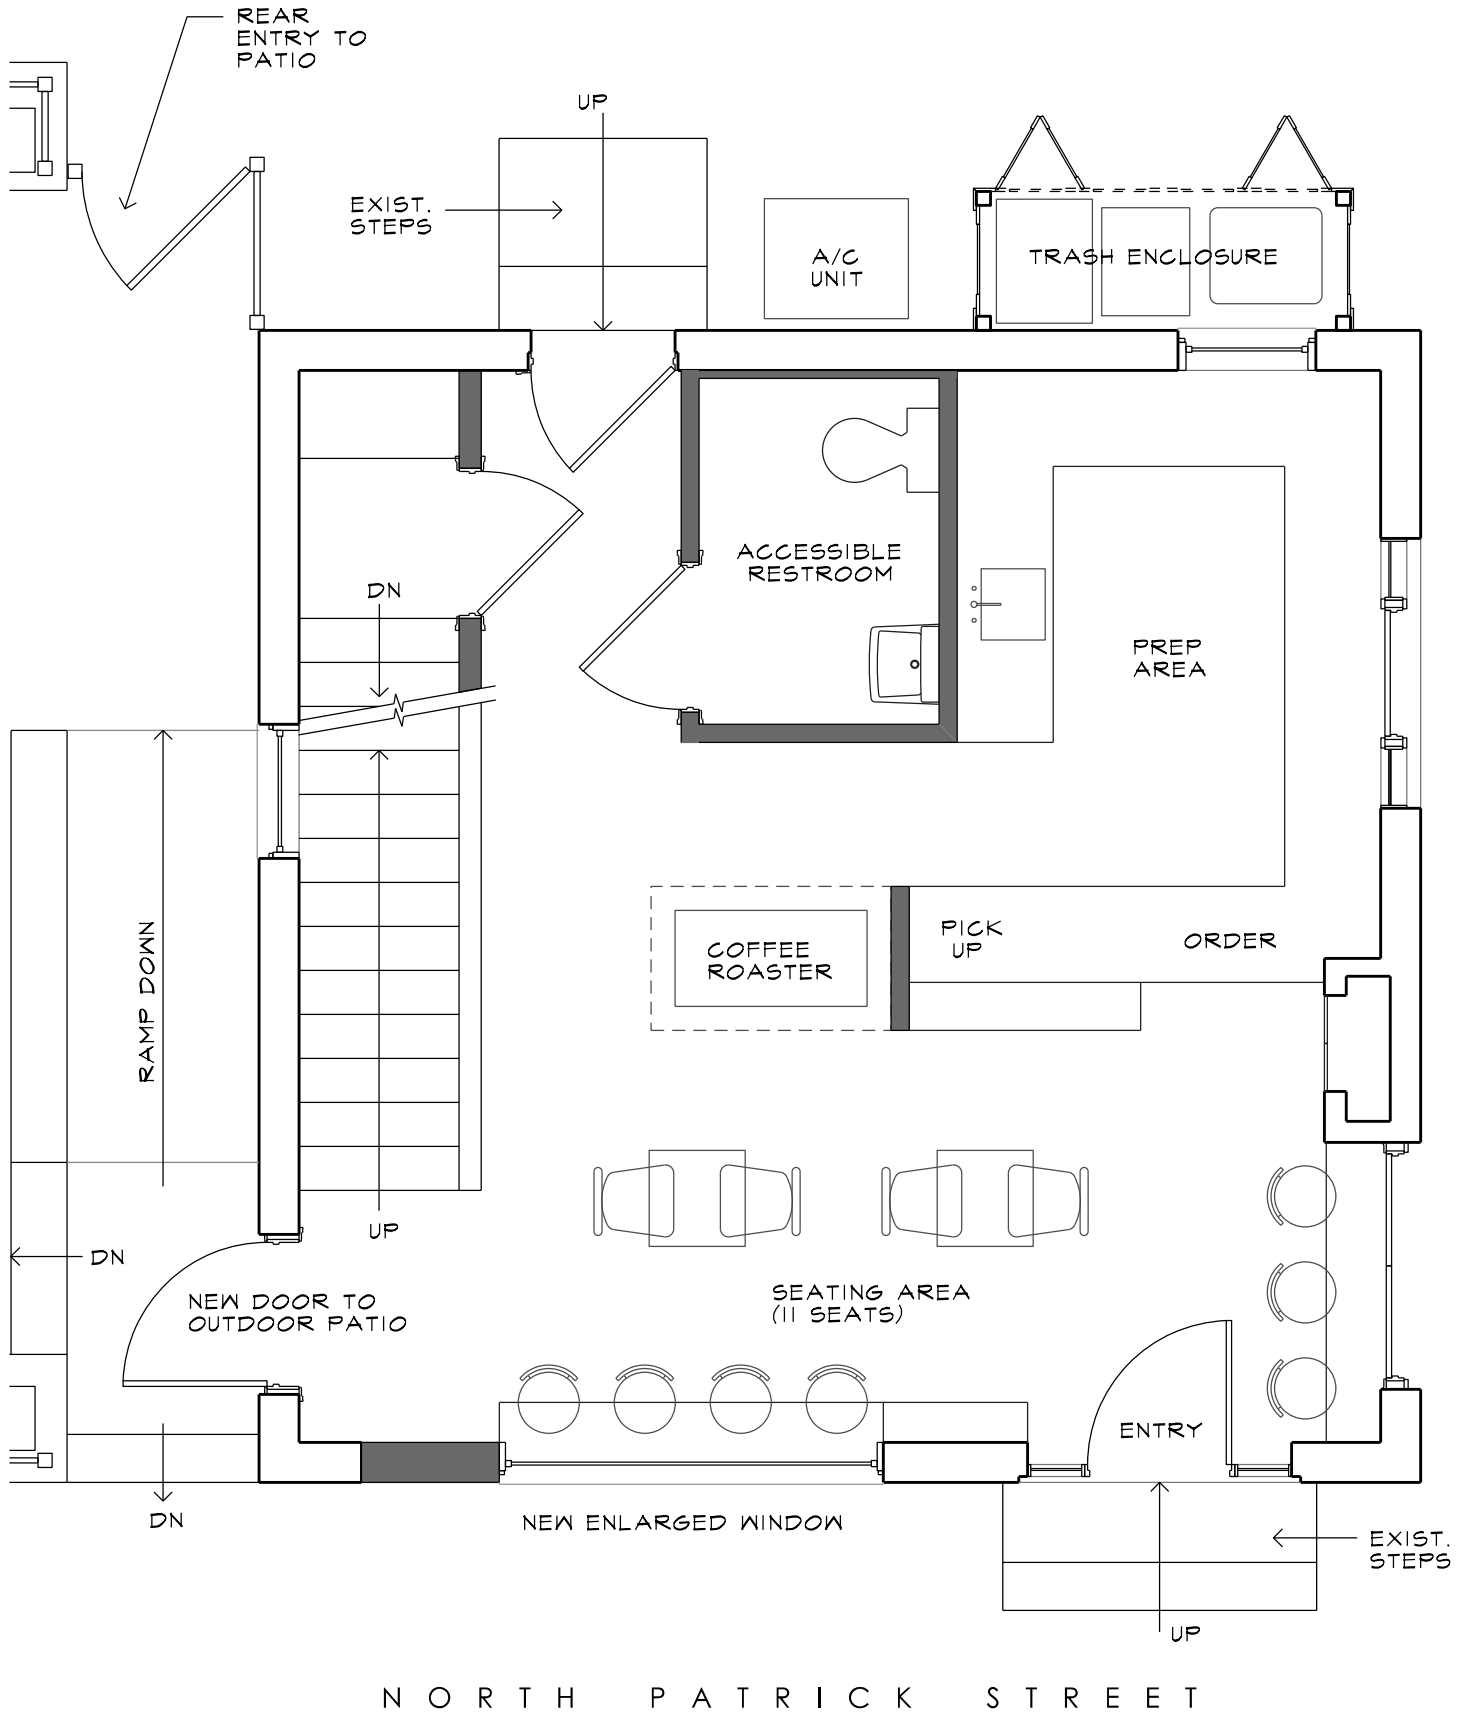 REAR
ENTRY TO
PATIO
UP
EXIST.
STEPS
A/C
UNIT
TRASH ENCLOSURE
ACCESSIBLE
RESTROOM
DN
PREP
AREA
RAMP DOWN
COFFEE
ROASTER
PICK
UP
ORDER
UP
DN
NEW DOOR TO
OUTDOOR PATIO
SEATING AREA
(11 SEATS)
ENTRY
DN
NEW ENLARGED WINDOW
EXIST.
STEPS
UP
NORTH PATRICK STREET